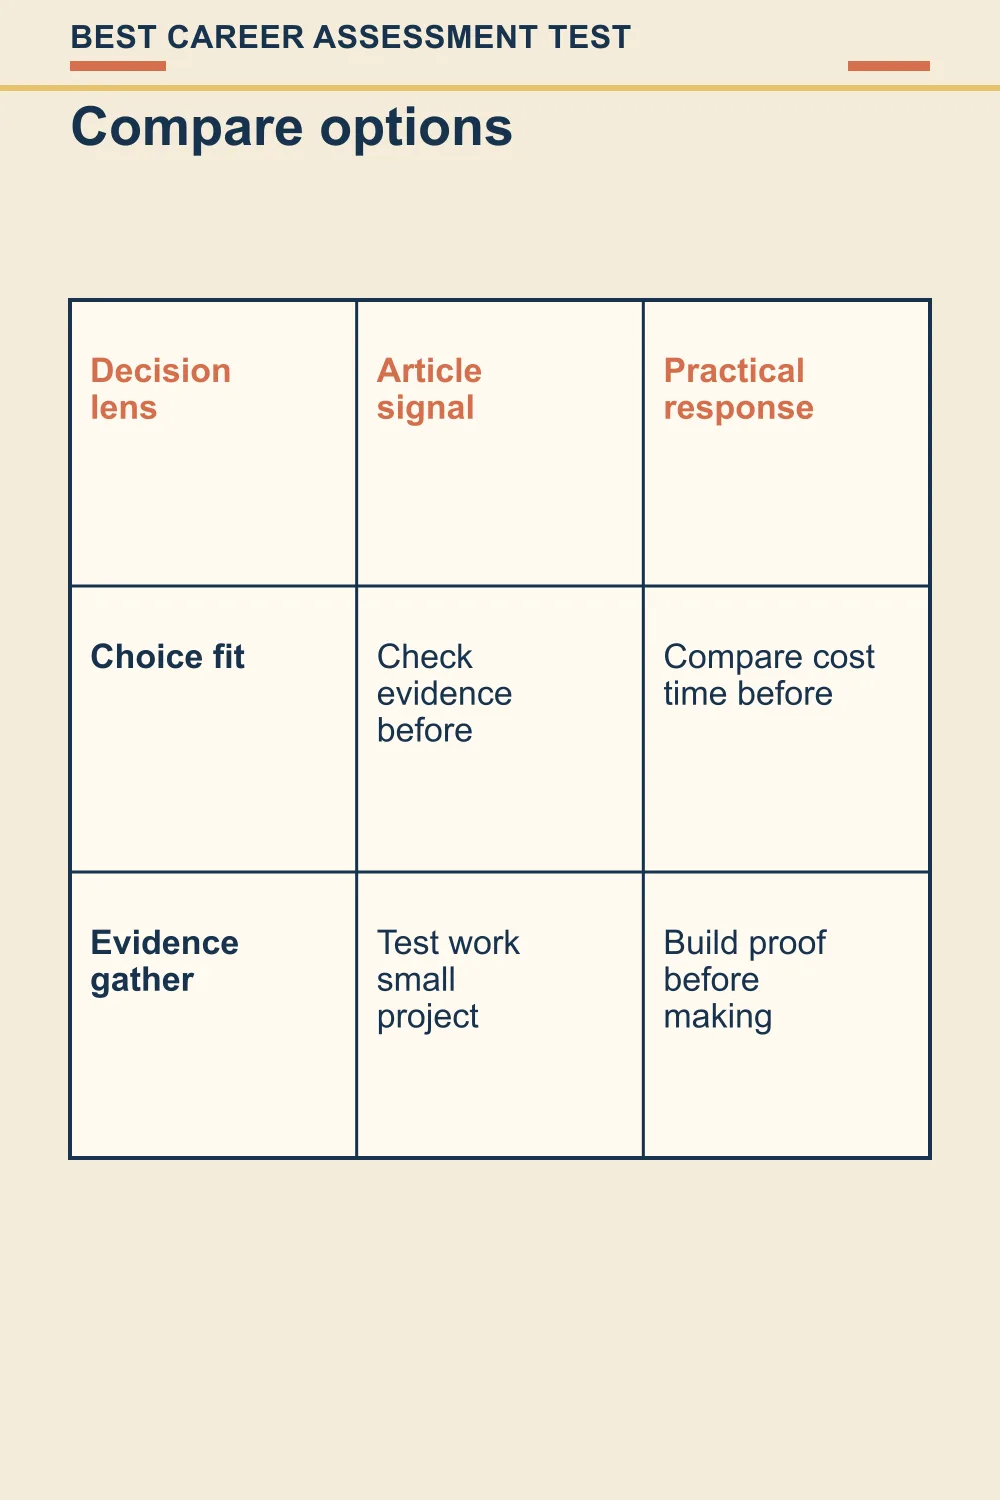 BEST CAREER ASSESSMENT TEST
Compare options
Decision
lens
Article
signal
Practical
response
Choice fit
Check
evidence
before
Compare cost
time before
Evidence
gather
Test work
small
project
Build proof
before
making